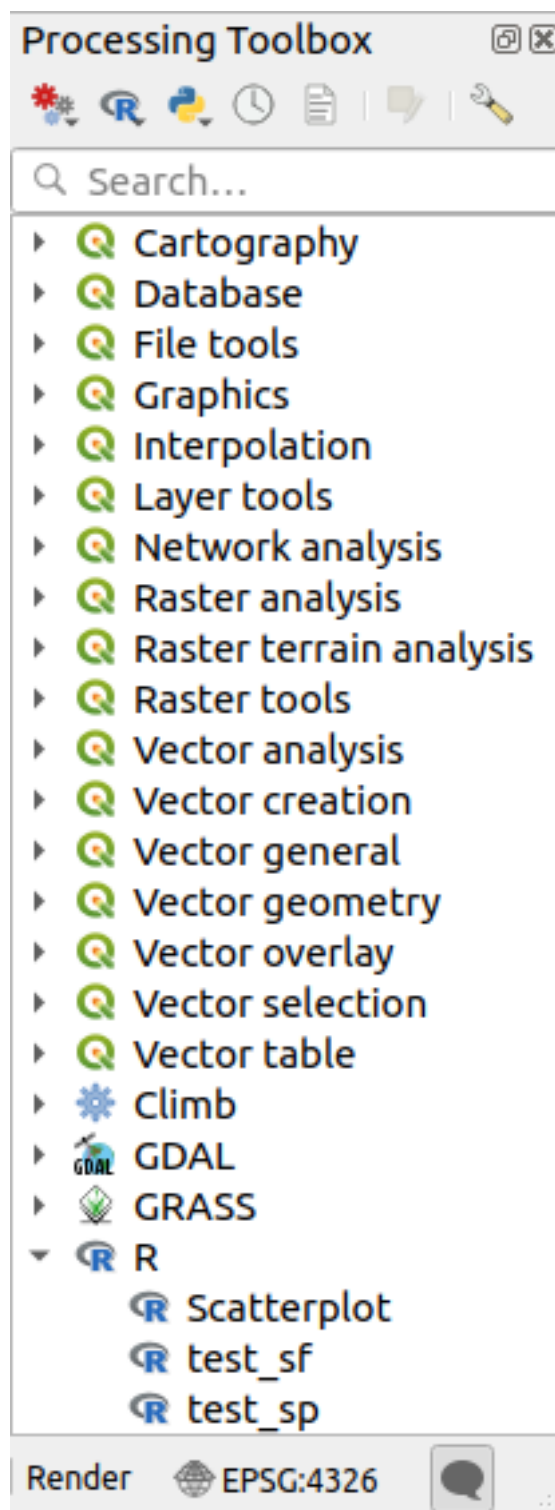 Processing Toolbox
Search...
Cartography
Database
File tools
Graphics
Interpolation
Layer tools
Network analysis
Raster analysis
Raster terrain analysis
Raster tools
Vector analysis
Vector creation
Vector general
Vector geometry
Vector overlay
Vector selection
Vector table
Climb
GDAL GDAL
GRASS
R R
R Scatterplot
R test_sf
R test_sp
Render EPSG:4326